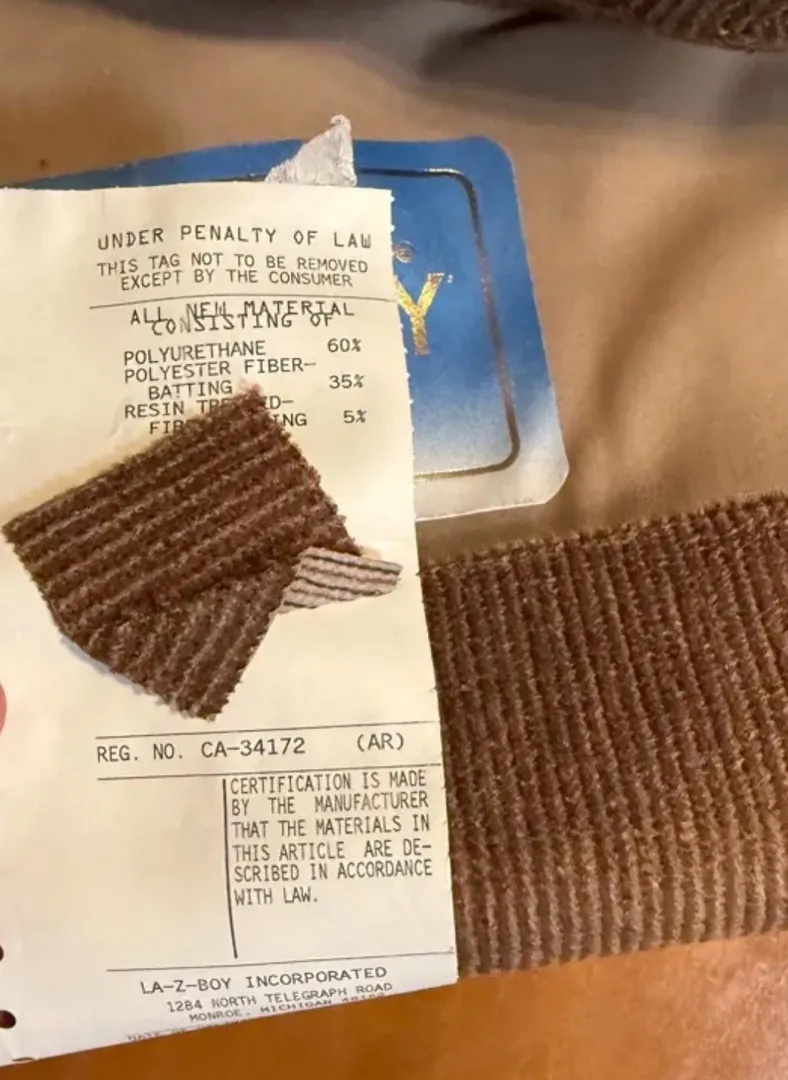 UNDER PENALTY OF LAW
THIS TAG NOT TO BE REMOVED
EXCEPT BY THE CONSUMER
ALL NEW MATERIAL
CONSISTING OF
POLYURETHANE 60%
POLYESTER FIBER-
BATTING 35%
RESIN
5%
REG. NO. CA-34172 (AR)
CERTIFICATION IS MADE
BY THE MANUFACTURER
THAT THE MATERIALS IN
THIS ARTICLE ARE DE-
SCRIBED IN ACCORDANCE
WITH LAW.
LA-Z-BOY INCORPORATED
1284 NORTH TELEGRAPH ROAD
MONROE, MICHIGAN
Y